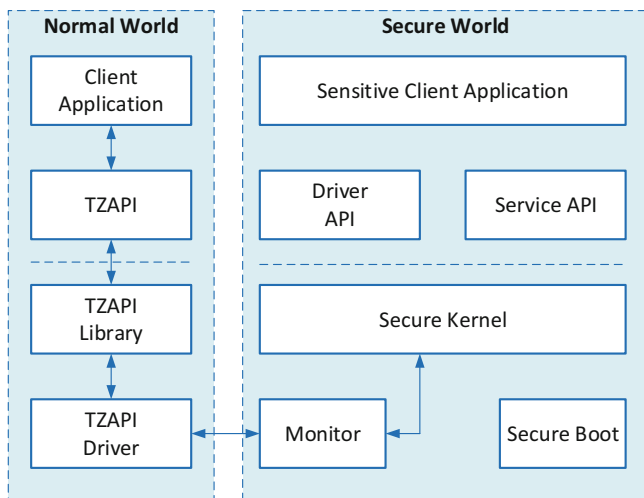 Normal World
Secure World
Client
Application
Sensitive Client Application
TZAPI
Driver
API
Service API
TZAPI
Library
Secure Kernel
TZAPI
Driver
Monitor
Secure Boot